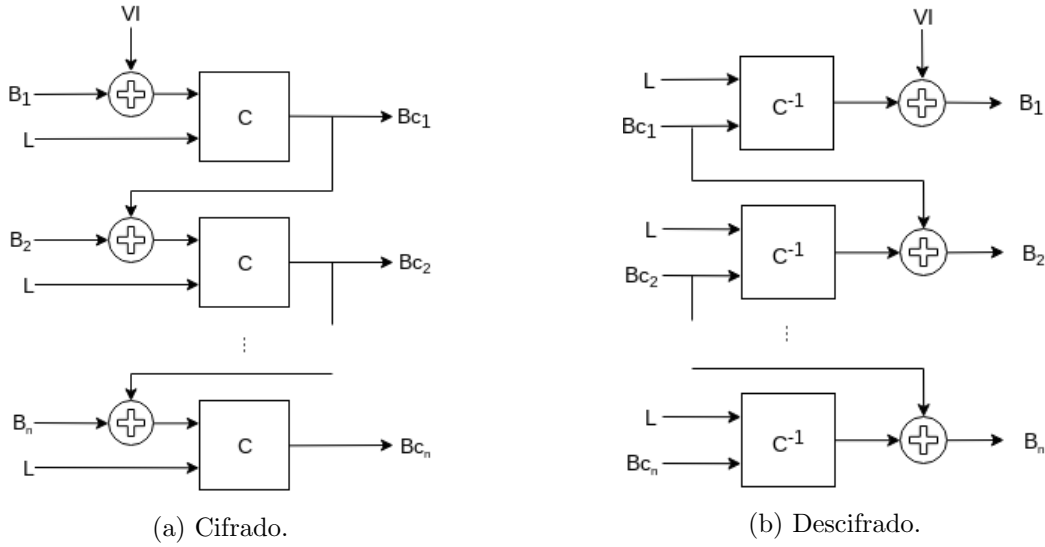 VI
B1
L
C
Bc1
B2
L
C
Bc2
⋮
Bn
L
C
Bcn
(a) Cifrado.
VI
L
Bc1
C-1
B1
L
Bc2
C-1
B2
⋮
L
Bcn
C-1
Bn
(b) Descifrado.